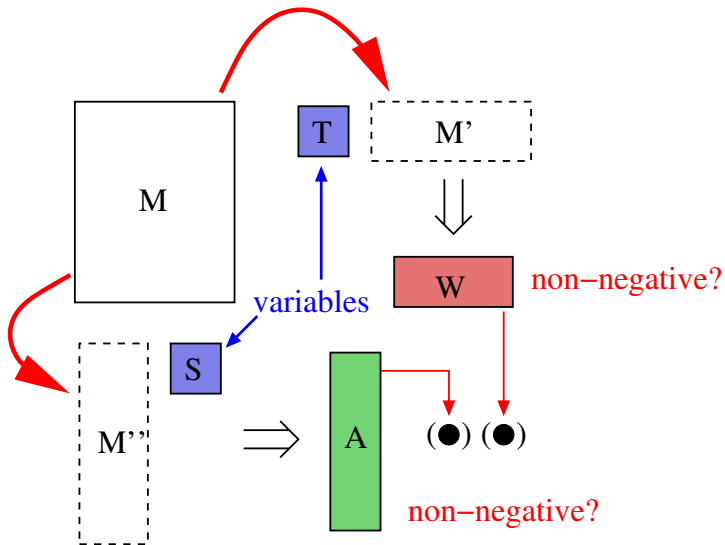 T
M'
M
W
non−negative?
variables
S
M''
A
(●) (●)
non−negative?